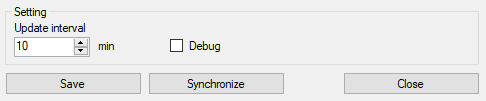 Setting
Update interval
10 min Debug
Save Synchronize Close